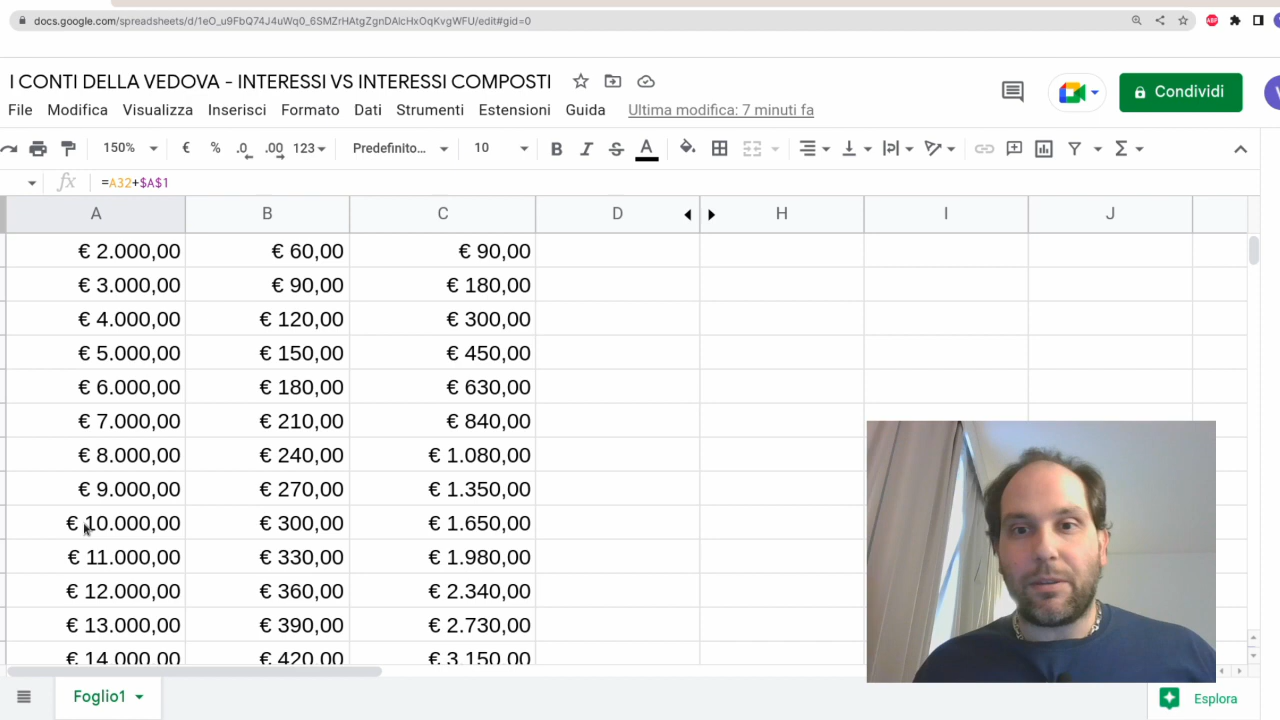 docs.google.com/spreadsheets/d/1eO_u9FbQ74J4uWq0_6SMZrHAtgZgnDAlcHxOqKvgWFU/edit#gid=0
I CONTI DELLA VEDOVA - INTERESSI VS INTERESSI COMPOSTI
File Modifica Visualizza Inserisci Formato Dati Strumenti Estensioni Guida Ultima modifica: 7 minuti fa
Condividi
150% € % .0 .00 123 Predefinito... 10 B I S A Σ
fx =A32+$A$1
A B C D H I J
€ 2.000,00 € 60,00 € 90,00
€ 3.000,00 € 90,00 € 180,00
€ 4.000,00 € 120,00 € 300,00
€ 5.000,00 € 150,00 € 450,00
€ 6.000,00 € 180,00 € 630,00
€ 7.000,00 € 210,00 € 840,00
€ 8.000,00 € 240,00 € 1.080,00
€ 9.000,00 € 270,00 € 1.350,00
€ 10.000,00 € 300,00 € 1.650,00
€ 11.000,00 € 330,00 € 1.980,00
€ 12.000,00 € 360,00 € 2.340,00
€ 13.000,00 € 390,00 € 2.730,00
€ 14.000,00 € 420,00 € 3.150,00
Foglio1
Esplora